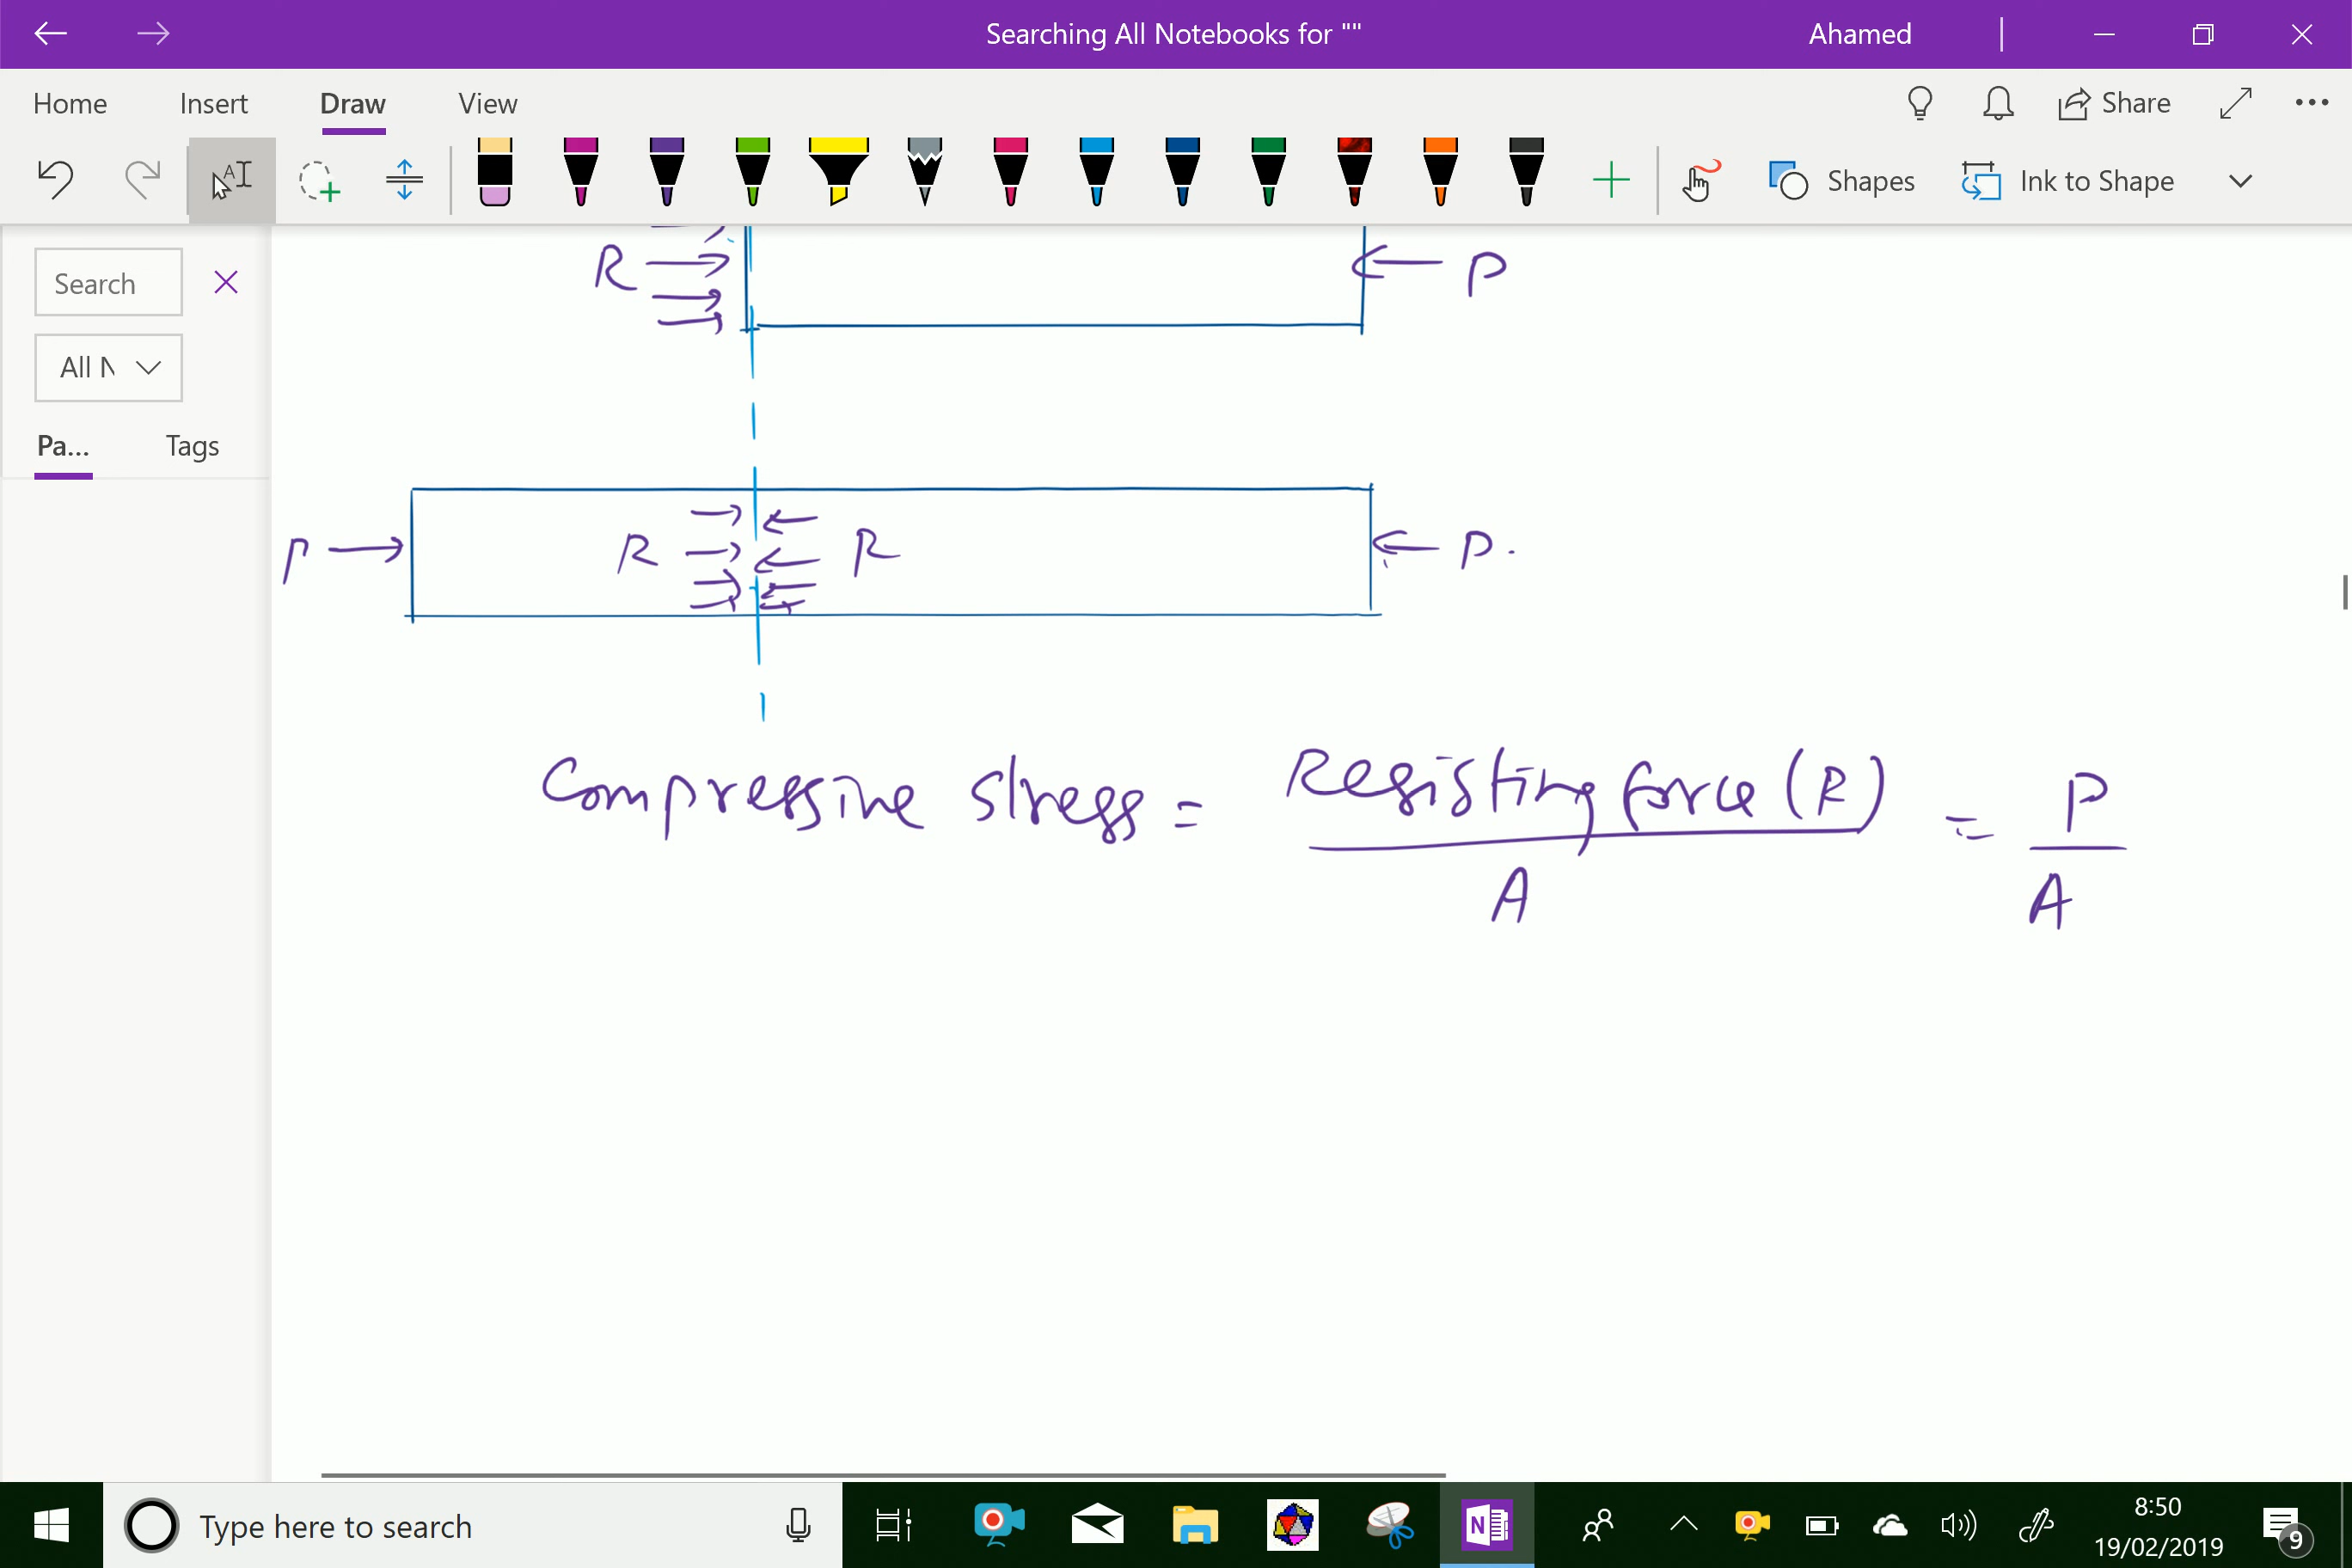 Searching All Notebooks for ""
Ahamed
Home Insert Draw View
Share
Shapes
Ink to Shape
Search
All N
Pa... Tags
R P
P R R P.
Compressive stress = Resisting force (R) = P
A A
Type here to search
N
8:50
19/02/2019
9